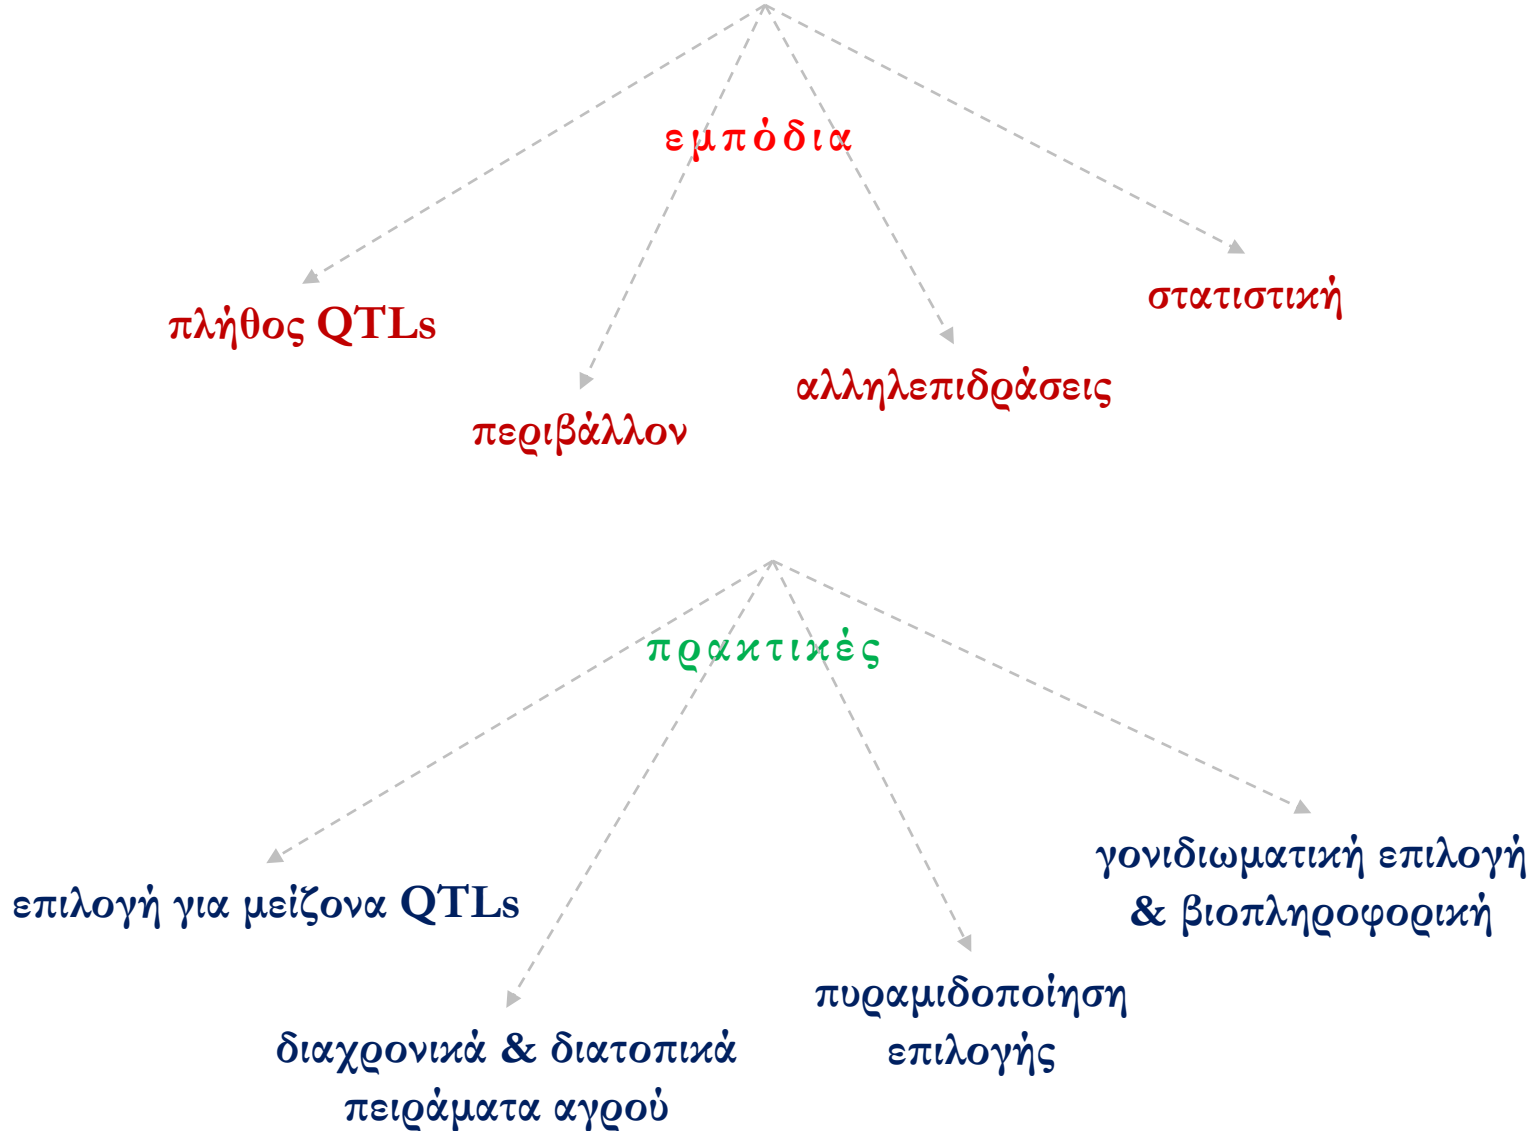 εμπόδια
πλήθος QTLs
περιβάλλον
αλληλεπιδράσεις
στατιστική
πρακτικές
επιλογή για μείζονα QTLs
διαχρονικά & διατοπικά
πειράματα αγρού
πυραμιδοποίηση
επιλογής
γονιδιωματική επιλογή
& βιοπληροφορική